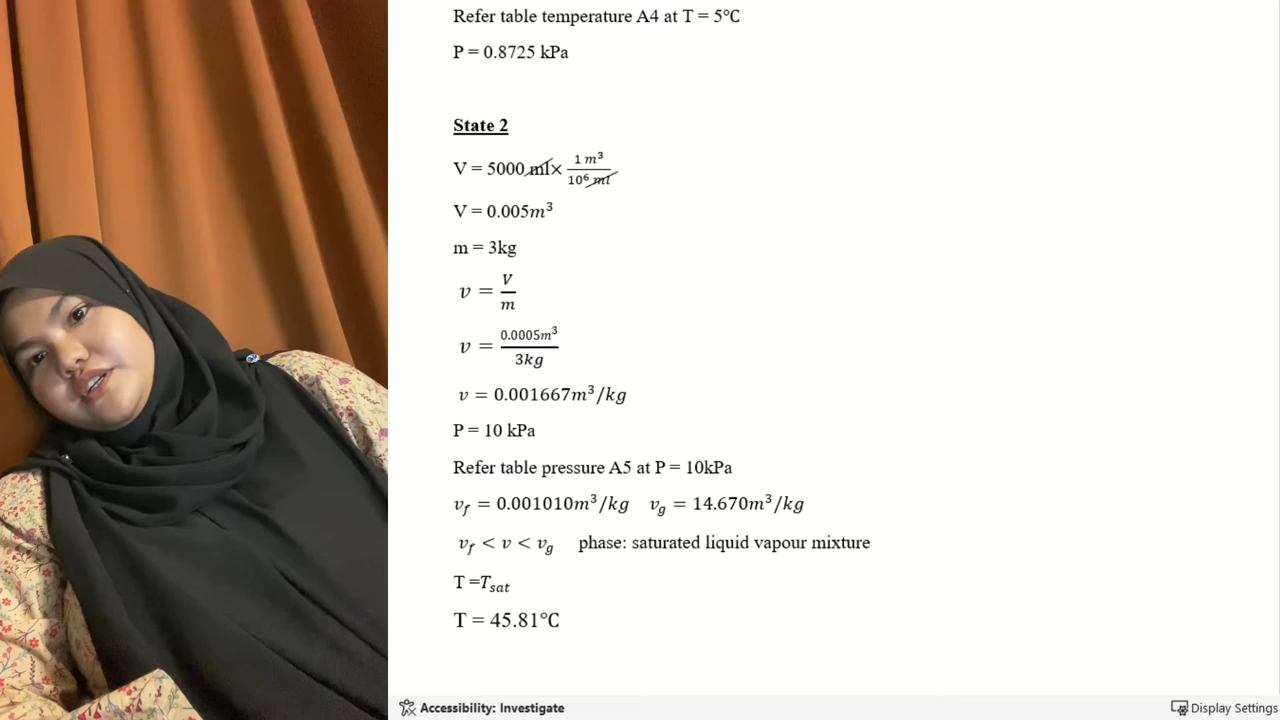 Refer table temperature A4 at T = 5°C
P = 0.8725 kPa
State 2
V = 5000 ml × 1 m³ / 10⁶ ml
V = 0.005m³
m = 3kg
v = V / m
v = 0.0005m³ / 3kg
v = 0.001667m³/kg
P = 10 kPa
Refer table pressure A5 at P = 10kPa
v_f = 0.001010m³/kg v_g = 14.670m³/kg
v_f < v < v_g phase: saturated liquid vapour mixture
T =T_sat
T = 45.81°C
Accessibility: Investigate
Display Settings